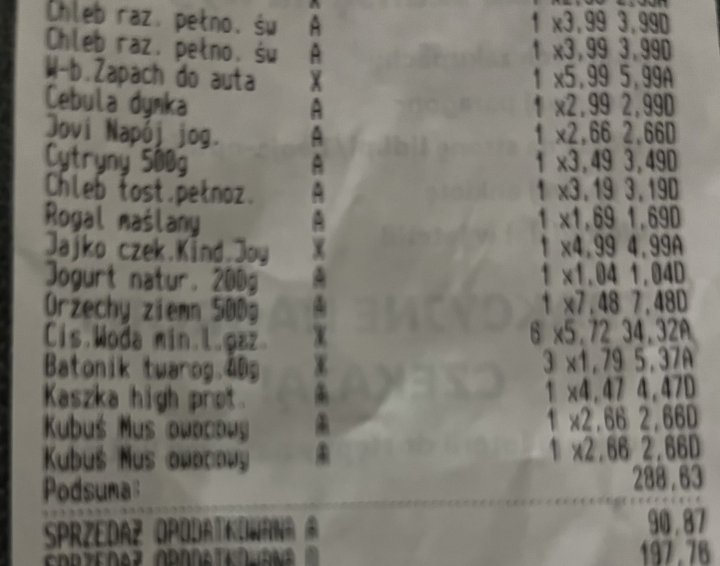 Chleb raz. pełno. św A 1 x3,99 3,99D
Chleb raz. pełno. św A 1 x3,99 3,99D
W-b.Zapach do auta X 1 x5,99 5,99A
Cebula dymka A 1 x2,99 2,99D
Jovi Napój jog. A 1 x2,66 2,66D
Cytryny 500g A 1 x3,49 3,49D
Chleb tost.pełnoz. A 1 x3,19 3,19D
Rogal maślany A 1 x1,69 1,69D
Jajko czek.Kind.Joy X 1 x4,99 4,99A
Jogurt natur. 200g A 1 x1,04 1,04D
Orzechy ziemn 500g A 1 x7,48 7,48D
Cis.Woda min.l.gaz. X 6 x5,72 34,32A
Batonik twarog.40g X 3 x1,79 5,37A
Kaszka high prot. A 1 x4,47 4,47D
Kubuś Mus owocowy A 1 x2,66 2,66D
Kubuś Mus owocowy A 1 x2,66 2,66D
Podsuma: 288,63
SPRZEDAŻ OPODATKOWANA A 90,87
SPRZEDAŻ OPODATKOWANA 197,76